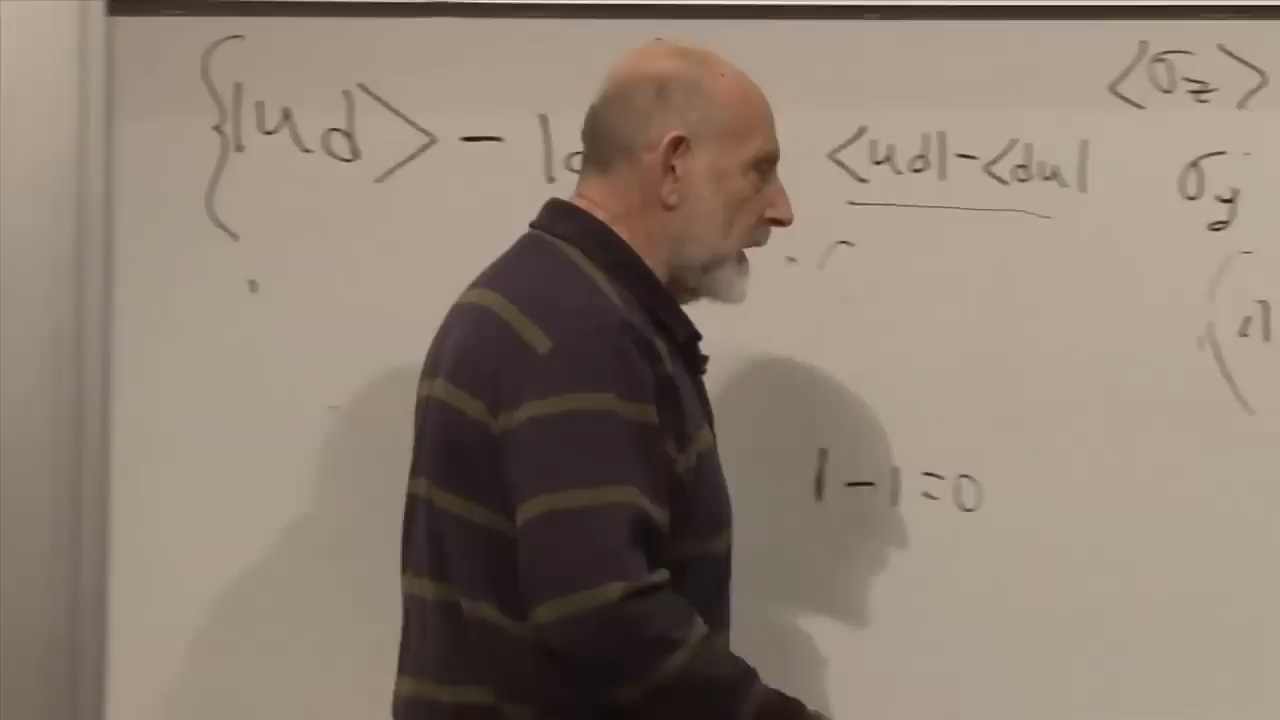 {|ud> - |d <ud|-<du| <σz>
σy
1-1=0